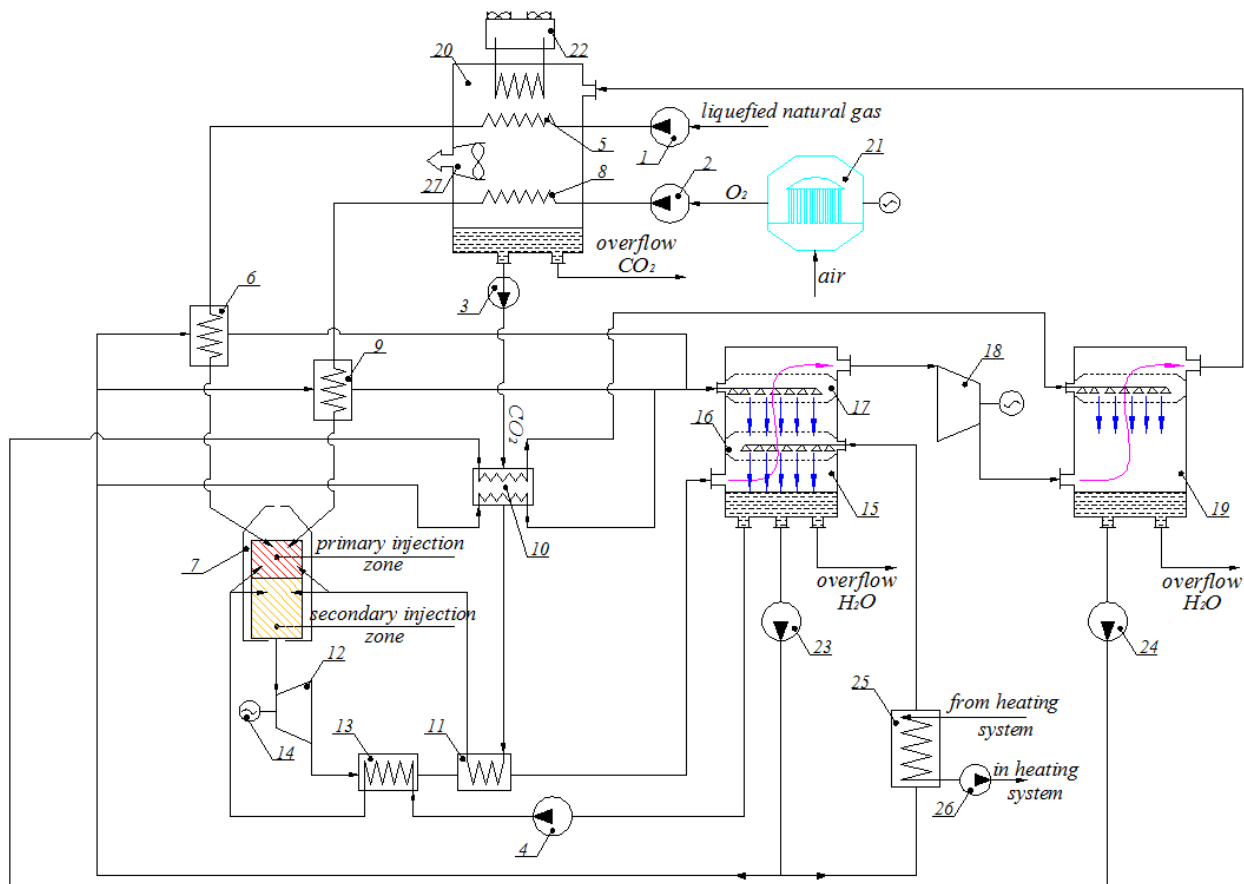 22
20
liquefied natural gas
5
1
21
27
8
2
O₂
overflow
CO₂
air
3
6
9
18
17
CO₂
16
15
19
10
7
primary injection
zone
overflow
H₂O
overflow
H₂O
secondary injection
zone
23
24
12
25
from heating
system
14
13
11
in heating
system
26
4